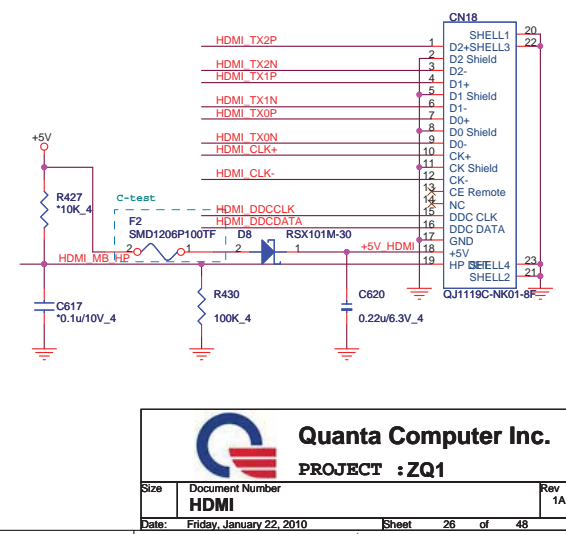 CN18
HDMI_TX2P 1 D2+ SHELL1 20
2 D2 Shield SHELL3 22
HDMI_TX2N 3 D2-
HDMI_TX1P 4 D1+
5 D1 Shield
HDMI_TX1N 6 D1-
HDMI_TX0P 7 D0+
8 D0 Shield
HDMI_TX0N 9 D0-
HDMI_CLK+ 10 CK+
11 CK Shield
HDMI_CLK- 12 CK-
13 CE Remote
14 NC
HDMI_DDCCLK 15 DDC CLK
HDMI_DDCDATA 16 DDC DATA
17 GND
+5V_HDMI 18 +5V
HDMI_MB_HP 19 HP DET SHELL4 23
SHELL2 21
QJ1119C-NK01-8F
+5V
R427
*10K_4
C-test
F2
SMD1206P100TF
2 1
D8 RSX101M-30
2 1
C617
*0.1u/10V_4
R430
100K_4
C620
0.22u/6.3V_4
Quanta Computer Inc.
PROJECT : ZQ1
Size Document Number Rev
HDMI 1A
Date: Friday, January 22, 2010 Sheet 26 of 48